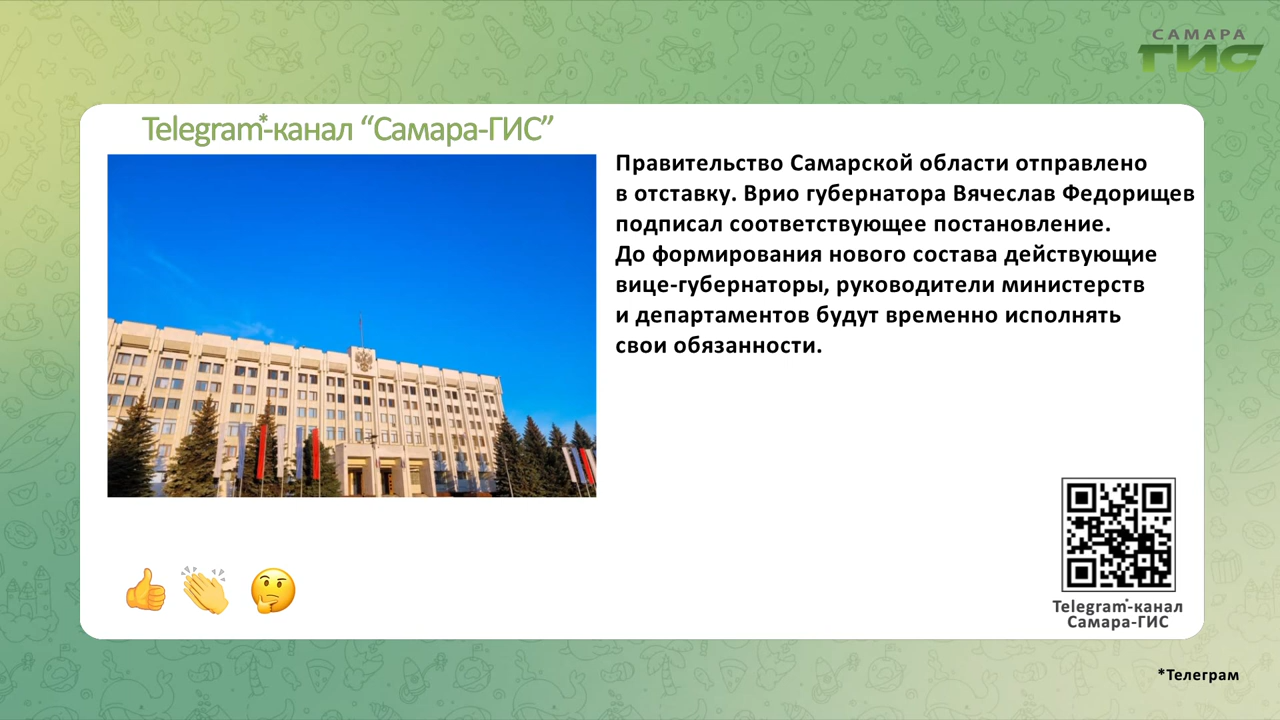 САМАРА
ГИС
Telegram*-канал “Самара-ГИС”
Правительство Самарской области отправлено
в отставку. Врио губернатора Вячеслав Федорищев
подписал соответствующее постановление.
До формирования нового состава действующие
вице-губернаторы, руководители министерств
и департаментов будут временно исполнять
свои обязанности.
Telegram*-канал
Самара-ГИС
*Телеграм